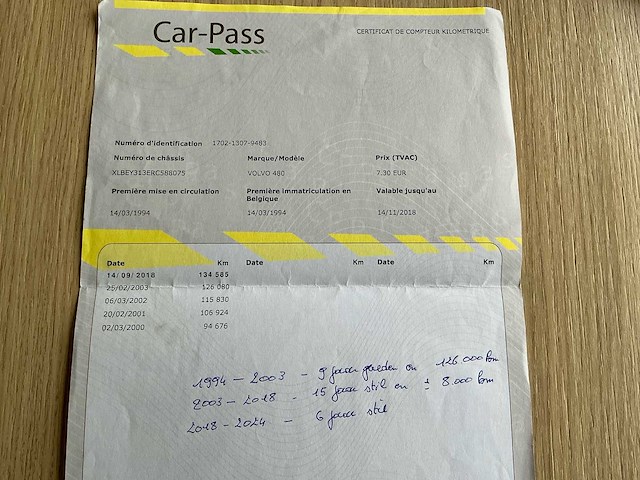 Car-Pass
CERTIFICAT DE COMPTEUR KILOMÉTRIQUE
Numéro d'identification 1702-1307-9483
Numéro de châssis Marque/Modèle Prix (TVAC)
XLBEY313ERC588075 VOLVO 480 7.30 EUR
Première mise en circulation Première immatriculation en Belgique Valable jusqu'au
14/03/1994 14/03/1994 14/11/2018
Date Km Date Km Date Km
14/09/2018 134 585
25/02/2003 126 080
06/03/2002 115 830
20/02/2001 106 924
02/03/2000 94 676
1994 - 2003 - 9 jaar gereden en 126 000 km
2003 - 2018 - 15 jaar stil en ± 8.000 km
2018 - 2024 - 6 jaar stil